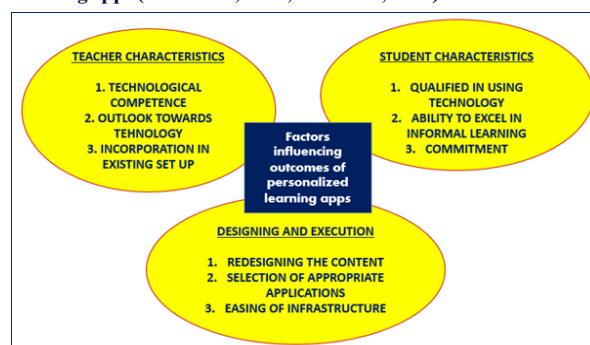 TEACHER CHARACTERISTICS
1. TECHNOLOGICAL
COMPETENCE
2. OUTLOOK TOWARDS
TEHNOLOGY
3. INCORPORATION IN
EXISTING SET UP
STUDENT CHARACTERISTICS
1. QUALIFIED IN USING
TECHNOLOGY
2. ABILITY TO EXCEL IN
INFORMAL LEARNING
3. COMMITMENT
Factors
influencing
outcomes of
personalized
learning apps
DESIGNING AND EXECUTION
1. REDESIGNING THE CONTENT
2. SELECTION OF APPROPRIATE
APPLICATIONS
3. EASING OF INFRASTRUCTURE